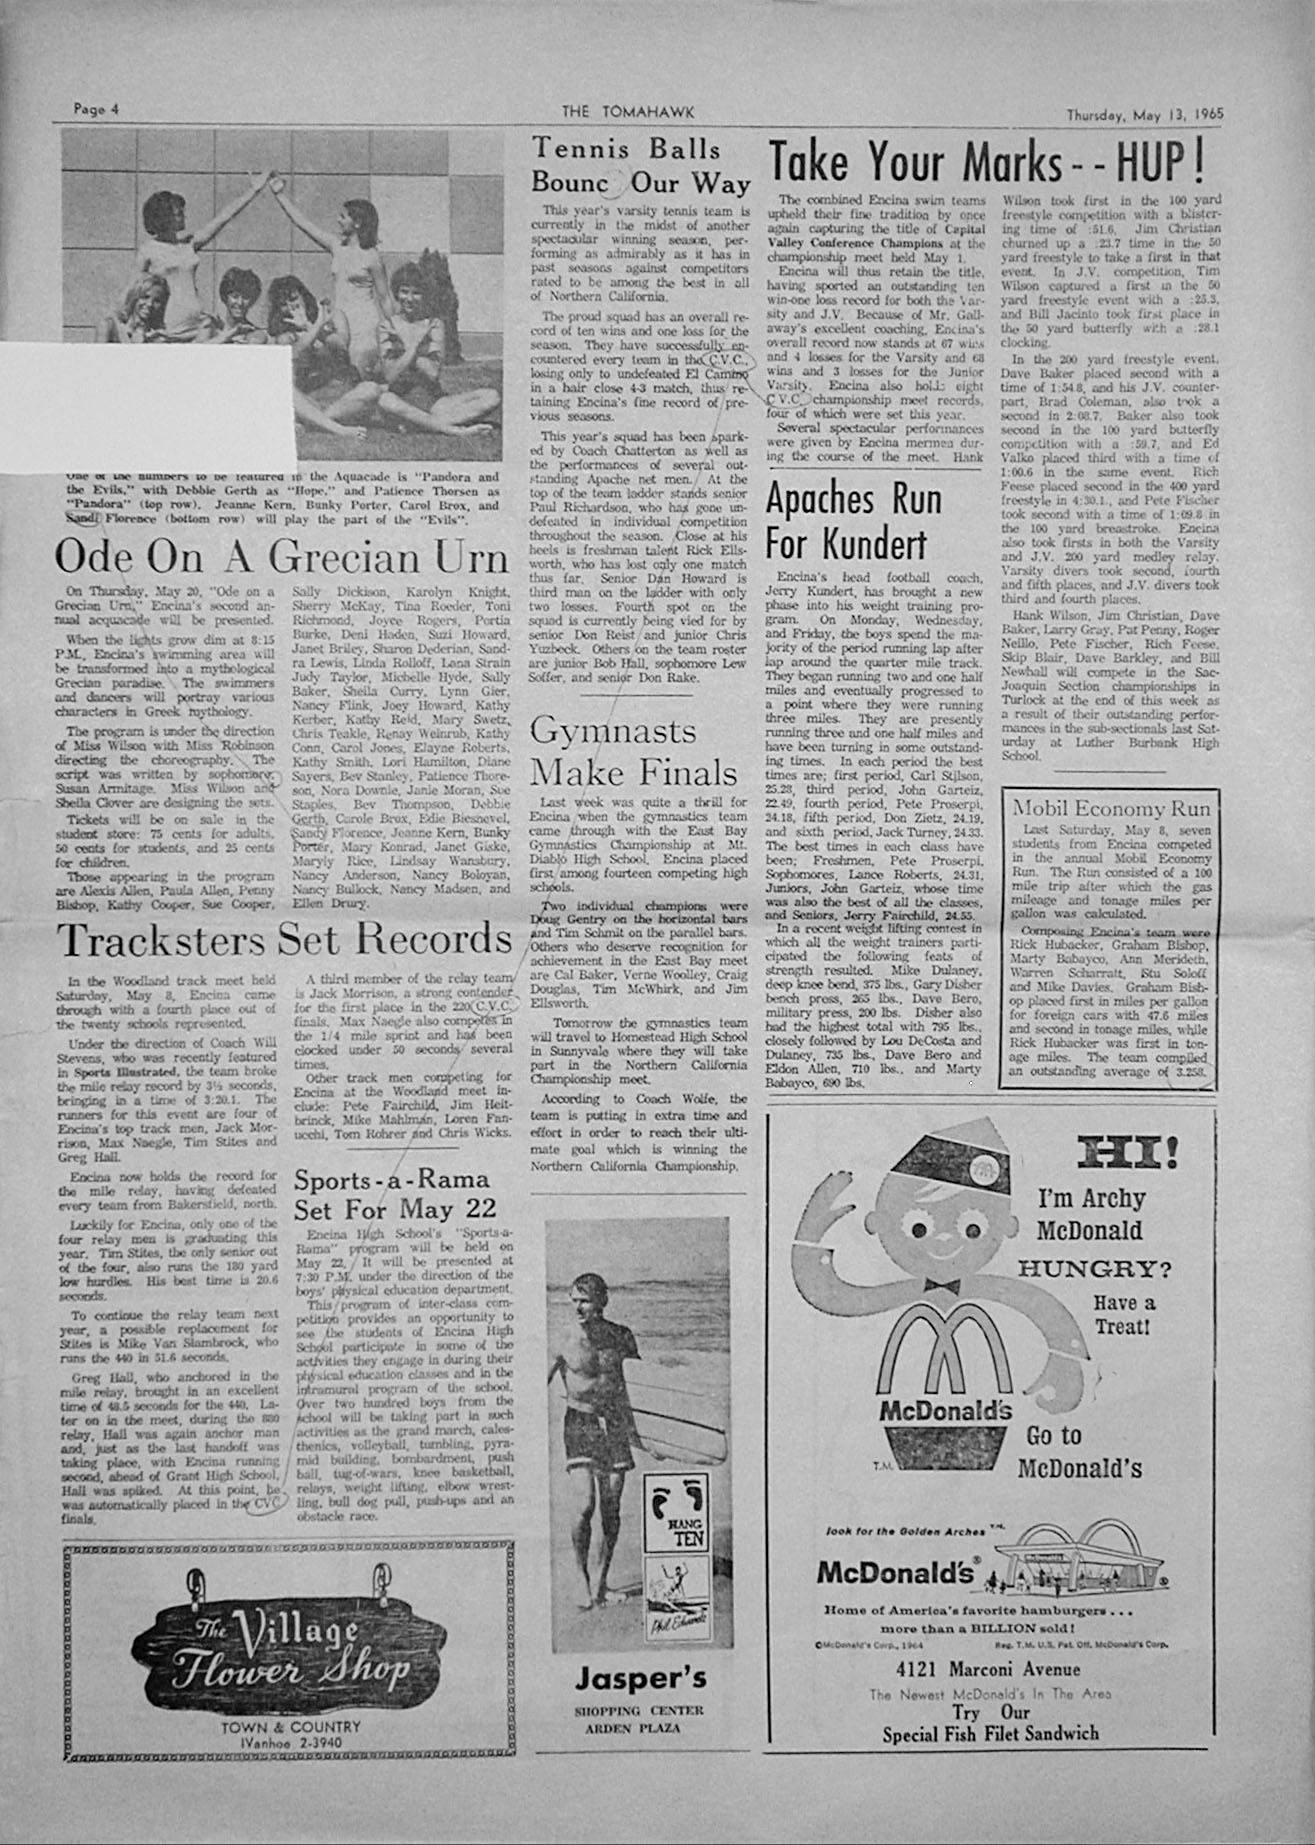 Page 4
THE TOMAHAWK
Thursday, May 13, 1965
One of the numbers to be featured in the Aquacade is "Pandora and
the Evils," with Debbie Gerth as "Hope," and Patience Thorsen as
"Pandora" (top row). Jeanne Kern, Bunky Porter, Carol Brox, and
Sandi Florence (bottom row) will play the part of the "Evils".
Ode On A Grecian Urn
On Thursday, May 20, "Ode on a
Grecian Urn," Encina's second an-
nual acquacade will be presented.
When the lights grow dim at 8:15
P.M., Encina's swimming area will
be transformed into a mythological
Grecian paradise. The swimmers
and dancers will portray various
characters in Greek mythology.
The program is under the direction
of Miss Wilson with Miss Robinson
directing the choreography. The
script was written by sophomore,
Susan Armitage. Miss Wilson and
Sheila Clover are designing the sets.
Tickets will be on sale in the
student store: 75 cents for adults,
50 cents for students, and 25 cents
for children.
Those appearing in the program
are Alexis Allen, Paula Allen, Penny
Bishop, Kathy Cooper, Sue Cooper,
Sally Dickison, Karolyn Knight,
Sherry McKay, Tina Roeder, Toni
Richmond, Joyce Rogers, Portia
Burke, Deni Haden, Suzi Howard,
Janet Briley, Sharon Dederian, Sand-
ra Lewis, Linda Rolloff, Lana Strain
Judy Taylor, Michelle Hyde, Sally
Baker, Sheila Curry, Lynn Gier,
Nancy Flink, Joey Howard, Kathy
Kerber, Kathy Reid, Mary Swetz,
Chris Teakle, Renay Weinrub, Kathy
Conn, Carol Jones, Elayne Roberts,
Kathy Smith, Lori Hamilton, Diane
Sayers, Bev Stanley, Patience Thore-
son, Nora Downie, Janie Moran, Sue
Staples, Bev Thompson, Debbie
Gerth, Carole Brox, Edie Biesnevel,
Sandy Florence, Jeanne Kern, Bunky
Porter, Mary Konrad, Janet Giske,
Maryly Rice, Lindsay Wansbury,
Nancy Anderson, Nancy Boloyan,
Nancy Bullock, Nancy Madsen, and
Ellen Drury.
Tracksters Set Records
In the Woodland track meet held
Saturday, May 8, Encina came
through with a fourth place out of
the twenty schools represented.
Under the direction of Coach Will
Stevens, who was recently featured
in Sports Illustrated, the team broke
the mile relay record by 3½ seconds,
bringing in a time of 3:20.1. The
runners for this event are four of
Encina's top track men, Jack Mor-
rison, Max Naegle, Tim Stites and
Greg Hall.
Encina now holds the record for
the mile relay, having defeated
every team from Bakersfield, north.
Luckily for Encina, only one of the
four relay men is graduating this
year. Tim Stites, the only senior out
of the four, also runs the 180 yard
low hurdles. His best time is 20.6
seconds.
To continue the relay team next
year, a possible replacement for
Stites is Mike Van Slambrock, who
runs the 440 in 51.6 seconds.
Greg Hall, who anchored in the
mile relay, brought in an excellent
time of 48.5 seconds for the 440. La-
ter on in the meet, during the 880
relay, Hall was again anchor man
and, just as the last handoff was
taking place, with Encina running
second, ahead of Grant High School,
Hall was spiked. At this point, he
was automatically placed in the CVC
finals.
A third member of the relay team
is Jack Morrison, a strong contender
for the first place in the 220 C.V.C.
finals. Max Naegle also competes in
the 1/4 mile sprint and has been
clocked under 50 seconds several
times.
Other track men competing for
Encina at the Woodland meet in-
clude: Pete Fairchild, Jim Heit-
brinck, Mike Mahlman, Loren Fan-
ucchi, Tom Rohrer and Chris Wicks.
Sports-a-Rama
Set For May 22
Encina High School's "Sports-a-
Rama" program will be held on
May 22. It will be presented at
7:30 P.M. under the direction of the
boys' physical education department.
This program of inter-class com-
petition provides an opportunity to
see the students of Encina High
School participate in some of the
activities they engage in during their
physical education classes and in the
intramural program of the school.
Over two hundred boys from the
school will be taking part in such
activities as the grand march, cales-
thenics, volleyball, tumbling, pyra-
mid building, bombardment, push
ball, tug-of-wars, knee basketball,
relays, weight lifting, elbow wrest-
ling, bull dog pull, push-ups and an
obstacle race.
The Village
Flower Shop
TOWN & COUNTRY
IVanhoe 2-3940
Tennis Balls
Bounc Our Way
This year's varsity tennis team is
currently in the midst of another
spectacular winning season, per-
forming as admirably as it has in
past seasons against competitors
rated to be among the best in all
of Northern California.
The proud squad has an overall re-
cord of ten wins and one loss for the
season. They have successfully en-
countered every team in the C.V.C.,
losing only to undefeated El Camino
in a hair close 4-3 match, thus re-
taining Encina's fine record of pre-
vious seasons.
This year's squad has been spark-
ed by Coach Chatterton as well as
the performances of several out-
standing Apache net men. At the
top of the team ladder stands senior
Paul Richardson, who has gone un-
defeated in individual competition
throughout the season. Close at his
heels is freshman talent Rick Ells-
worth, who has lost only one match
thus far. Senior Dan Howard is
third man on the ladder with only
two losses. Fourth spot on the
squad is currently being vied for by
senior Don Reist and junior Chris
Yuzbeck. Others on the team roster
are junior Bob Hall, sophomore Lew
Soffer, and senior Don Rake.
Gymnasts
Make Finals
Last week was quite a thrill for
Encina when the gymnastics team
came through with the East Bay
Gymnastics Championship at Mt.
Diablo High School. Encina placed
first among fourteen competing high
schools.
Two individual champions were
Doug Gentry on the horizontal bars
and Tim Schmit on the parallel bars.
Others who deserve recognition for
achievement in the East Bay meet
are Cal Baker, Verne Woolley, Craig
Douglas, Tim McWhirk, and Jim
Ellsworth.
Tomorrow the gymnastics team
will travel to Homestead High School
in Sunnyvale where they will take
part in the Northern California
Championship meet.
According to Coach Wolfe, the
team is putting in extra time and
effort in order to reach their ulti-
mate goal which is winning the
Northern California Championship.
HANG
TEN
Phil Edwards
Jasper's
SHOPPING CENTER
ARDEN PLAZA
Take Your Marks -- HUP!
The combined Encina swim teams
upheld their fine tradition by once
again capturing the title of Capital
Valley Conference Champions at the
championship meet held May 1.
Encina will thus retain the title,
having sported an outstanding ten
win-one loss record for both the Var-
sity and J.V. Because of Mr. Gall-
away's excellent coaching, Encina's
overall record now stands at 67 wins
and 4 losses for the Varsity and 68
wins and 3 losses for the Junior
Varsity. Encina also holds eight
C.V.C. championship meet records,
four of which were set this year.
Several spectacular performances
were given by Encina mermen dur-
ing the course of the meet. Hank
Wilson took first in the 100 yard
freestyle competition with a blister-
ing time of :51.6. Jim Christian
churned up a :23.7 time in the 50
yard freestyle to take a first in that
event. In J.V. competition, Tim
Wilson captured a first in the 50
yard freestyle event with a :25.3,
and Bill Jacinto took first place in
the 50 yard butterfly with a :28.1
clocking.
In the 200 yard freestyle event,
Dave Baker placed second with a
time of 1:54.8, and his J.V. counter-
part, Brad Coleman, also took a
second in 2:08.7. Baker also took
second in the 100 yard butterfly
competition with a :59.7, and Ed
Valko placed third with a time of
1:00.6 in the same event. Rich
Feese placed second in the 400 yard
freestyle in 4:30.1., and Pete Fischer
took second with a time of 1:09.8 in
the 100 yard breastroke. Encina
also took firsts in both the Varsity
and J.V. 200 yard medley relay.
Varsity divers took second, fourth
and fifth places, and J.V. divers took
third and fourth places.
Hank Wilson, Jim Christian, Dave
Baker, Larry Gray, Pat Penny, Roger
Neillo, Pete Fischer, Rich Feese,
Skip Blair, Dave Barkley, and Bill
Newhall will compete in the Sac-
Joaquin Section championships in
Turlock at the end of this week as
a result of their outstanding perfor-
mances in the sub-sectionals last Sat-
urday at Luther Burbank High
School.
Apaches Run
For Kundert
Encina's head football coach,
Jerry Kundert, has brought a new
phase into his weight training pro-
gram. On Monday, Wednesday,
and Friday, the boys spend the ma-
jority of the period running lap after
lap around the quarter mile track.
They began running two and one half
miles and eventually progressed to
a point where they were running
three miles. They are presently
running three and one half miles and
have been turning in some outstand-
ing times. In each period the best
times are; first period, Carl Stilson,
25.28, third period, John Garteiz,
22.49, fourth period, Pete Proserpi,
24.18, fifth period, Don Zietz, 24.19,
and sixth period, Jack Turney, 24.33.
The best times in each class have
been; Freshmen, Pete Proserpi,
Sophomores, Lance Roberts, 24.31,
Juniors, John Garteiz, whose time
was also the best of all the classes,
and Seniors, Jerry Fairchild, 24.55.
In a recent weight lifting contest in
which all the weight trainers parti-
cipated the following feats of
strength resulted. Mike Dulaney,
deep knee bend, 375 lbs., Gary Disher
bench press, 265 lbs., Dave Bero,
military press, 200 lbs. Disher also
had the highest total with 795 lbs.,
closely followed by Lou DeCosta and
Dulaney, 735 lbs., Dave Bero and
Eldon Allen, 710 lbs., and Marty
Babayco, 690 lbs.
Mobil Economy Run
Last Saturday, May 8, seven
students from Encina competed
in the annual Mobil Economy
Run. The Run consisted of a 100
mile trip after which the gas
mileage and tonage miles per
gallon was calculated.
Composing Encina's team were
Rick Hubacker, Graham Bishop,
Marty Babayco, Ann Merideth,
Warren Scharratt, Stu Soloff
and Mike Davies. Graham Bish-
op placed first in miles per gallon
for foreign cars with 47.6 miles
and second in tonage miles, while
Rick Hubacker was first in ton-
age miles. The team compiled
an outstanding average of 3.258.
HI!
I'm Archy
McDonald
HUNGRY?
Have a
Treat!
McDonald's
T.M.
Go to
McDonald's
look for the Golden Arches T.M.
McDonald's®
Home of America's favorite hamburgers...
more than a BILLION sold!
©McDonald's Corp., 1964 Reg. T.M. U.S. Pat. Off. McDonald's Corp.
4121 Marconi Avenue
The Newest McDonald's In The Area
Try Our
Special Fish Filet Sandwich